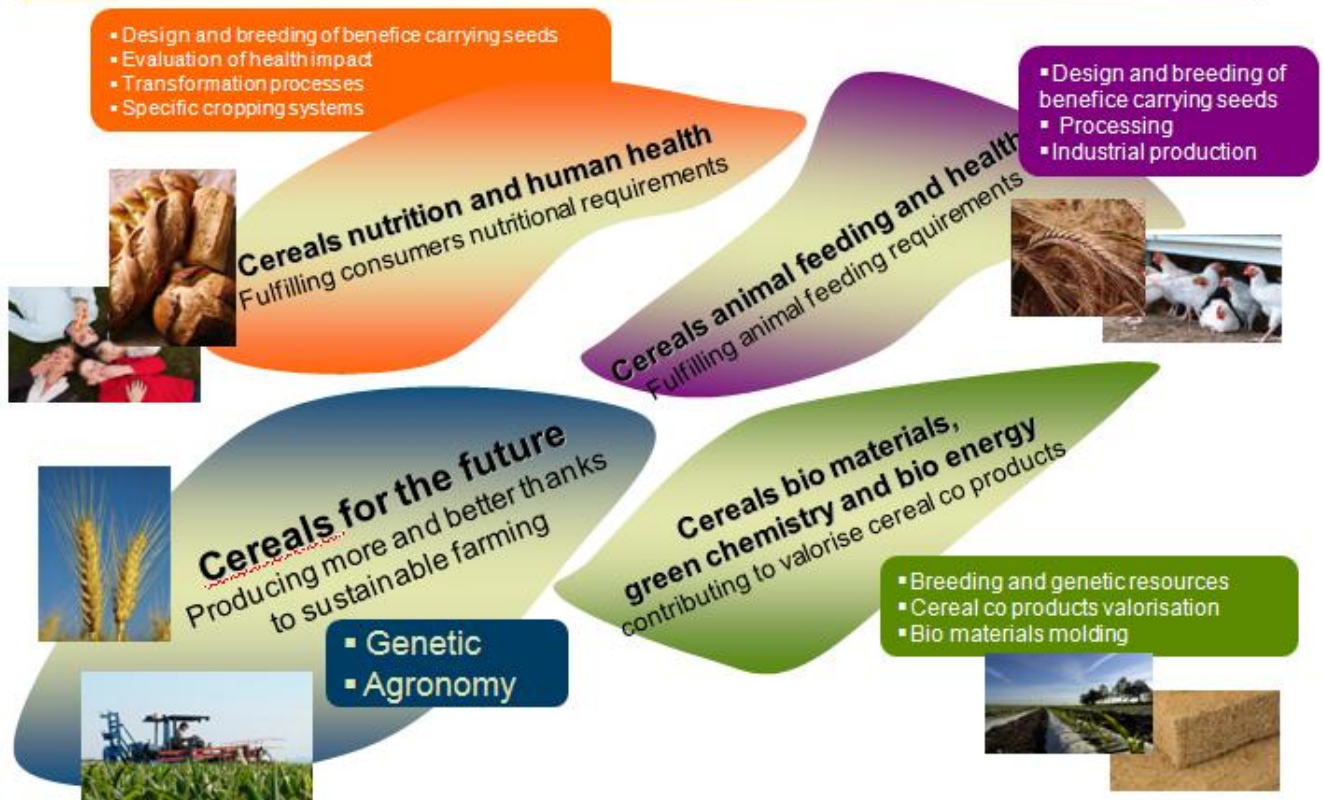 ▪ Design and breeding of benefice carrying seeds
▪ Evaluation of health impact
▪ Transformation processes
▪ Specific cropping systems
Cereals nutrition and human health
Fulfilling consumers nutritional requirements
▪ Design and breeding of
benefice carrying seeds
▪ Processing
▪ Industrial production
Cereals animal feeding and health
Fulfilling animal feeding requirements
Cereals for the future
Producing more and better thanks
to sustainable farming
▪ Genetic
▪ Agronomy
Cereals bio materials,
green chemistry and bio energy
contributing to valorise cereal co products
▪ Breeding and genetic resources
▪ Cereal co products valorisation
▪ Bio materials molding